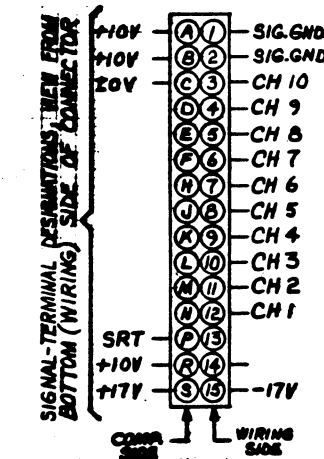 SIGNAL-TERMINAL DESIGNATIONS, VIEW FROM
BOTTOM (WIRING) SIDE OF CONNECTOR
+10V A 1 SIG.GND
+10V B 2 SIG.GND
C 3 CH 10
D 4 CH 9
E 5 CH 8
F 6 CH 7
H 7 CH 6
J 8 CH 5
K 9 CH 4
L 10 CH 3
M 11 CH 2
N 12 CH 1
SRT P 13
+10V R 14
+17V S 15 -17V
COMP. SIDE
WIRING SIDE